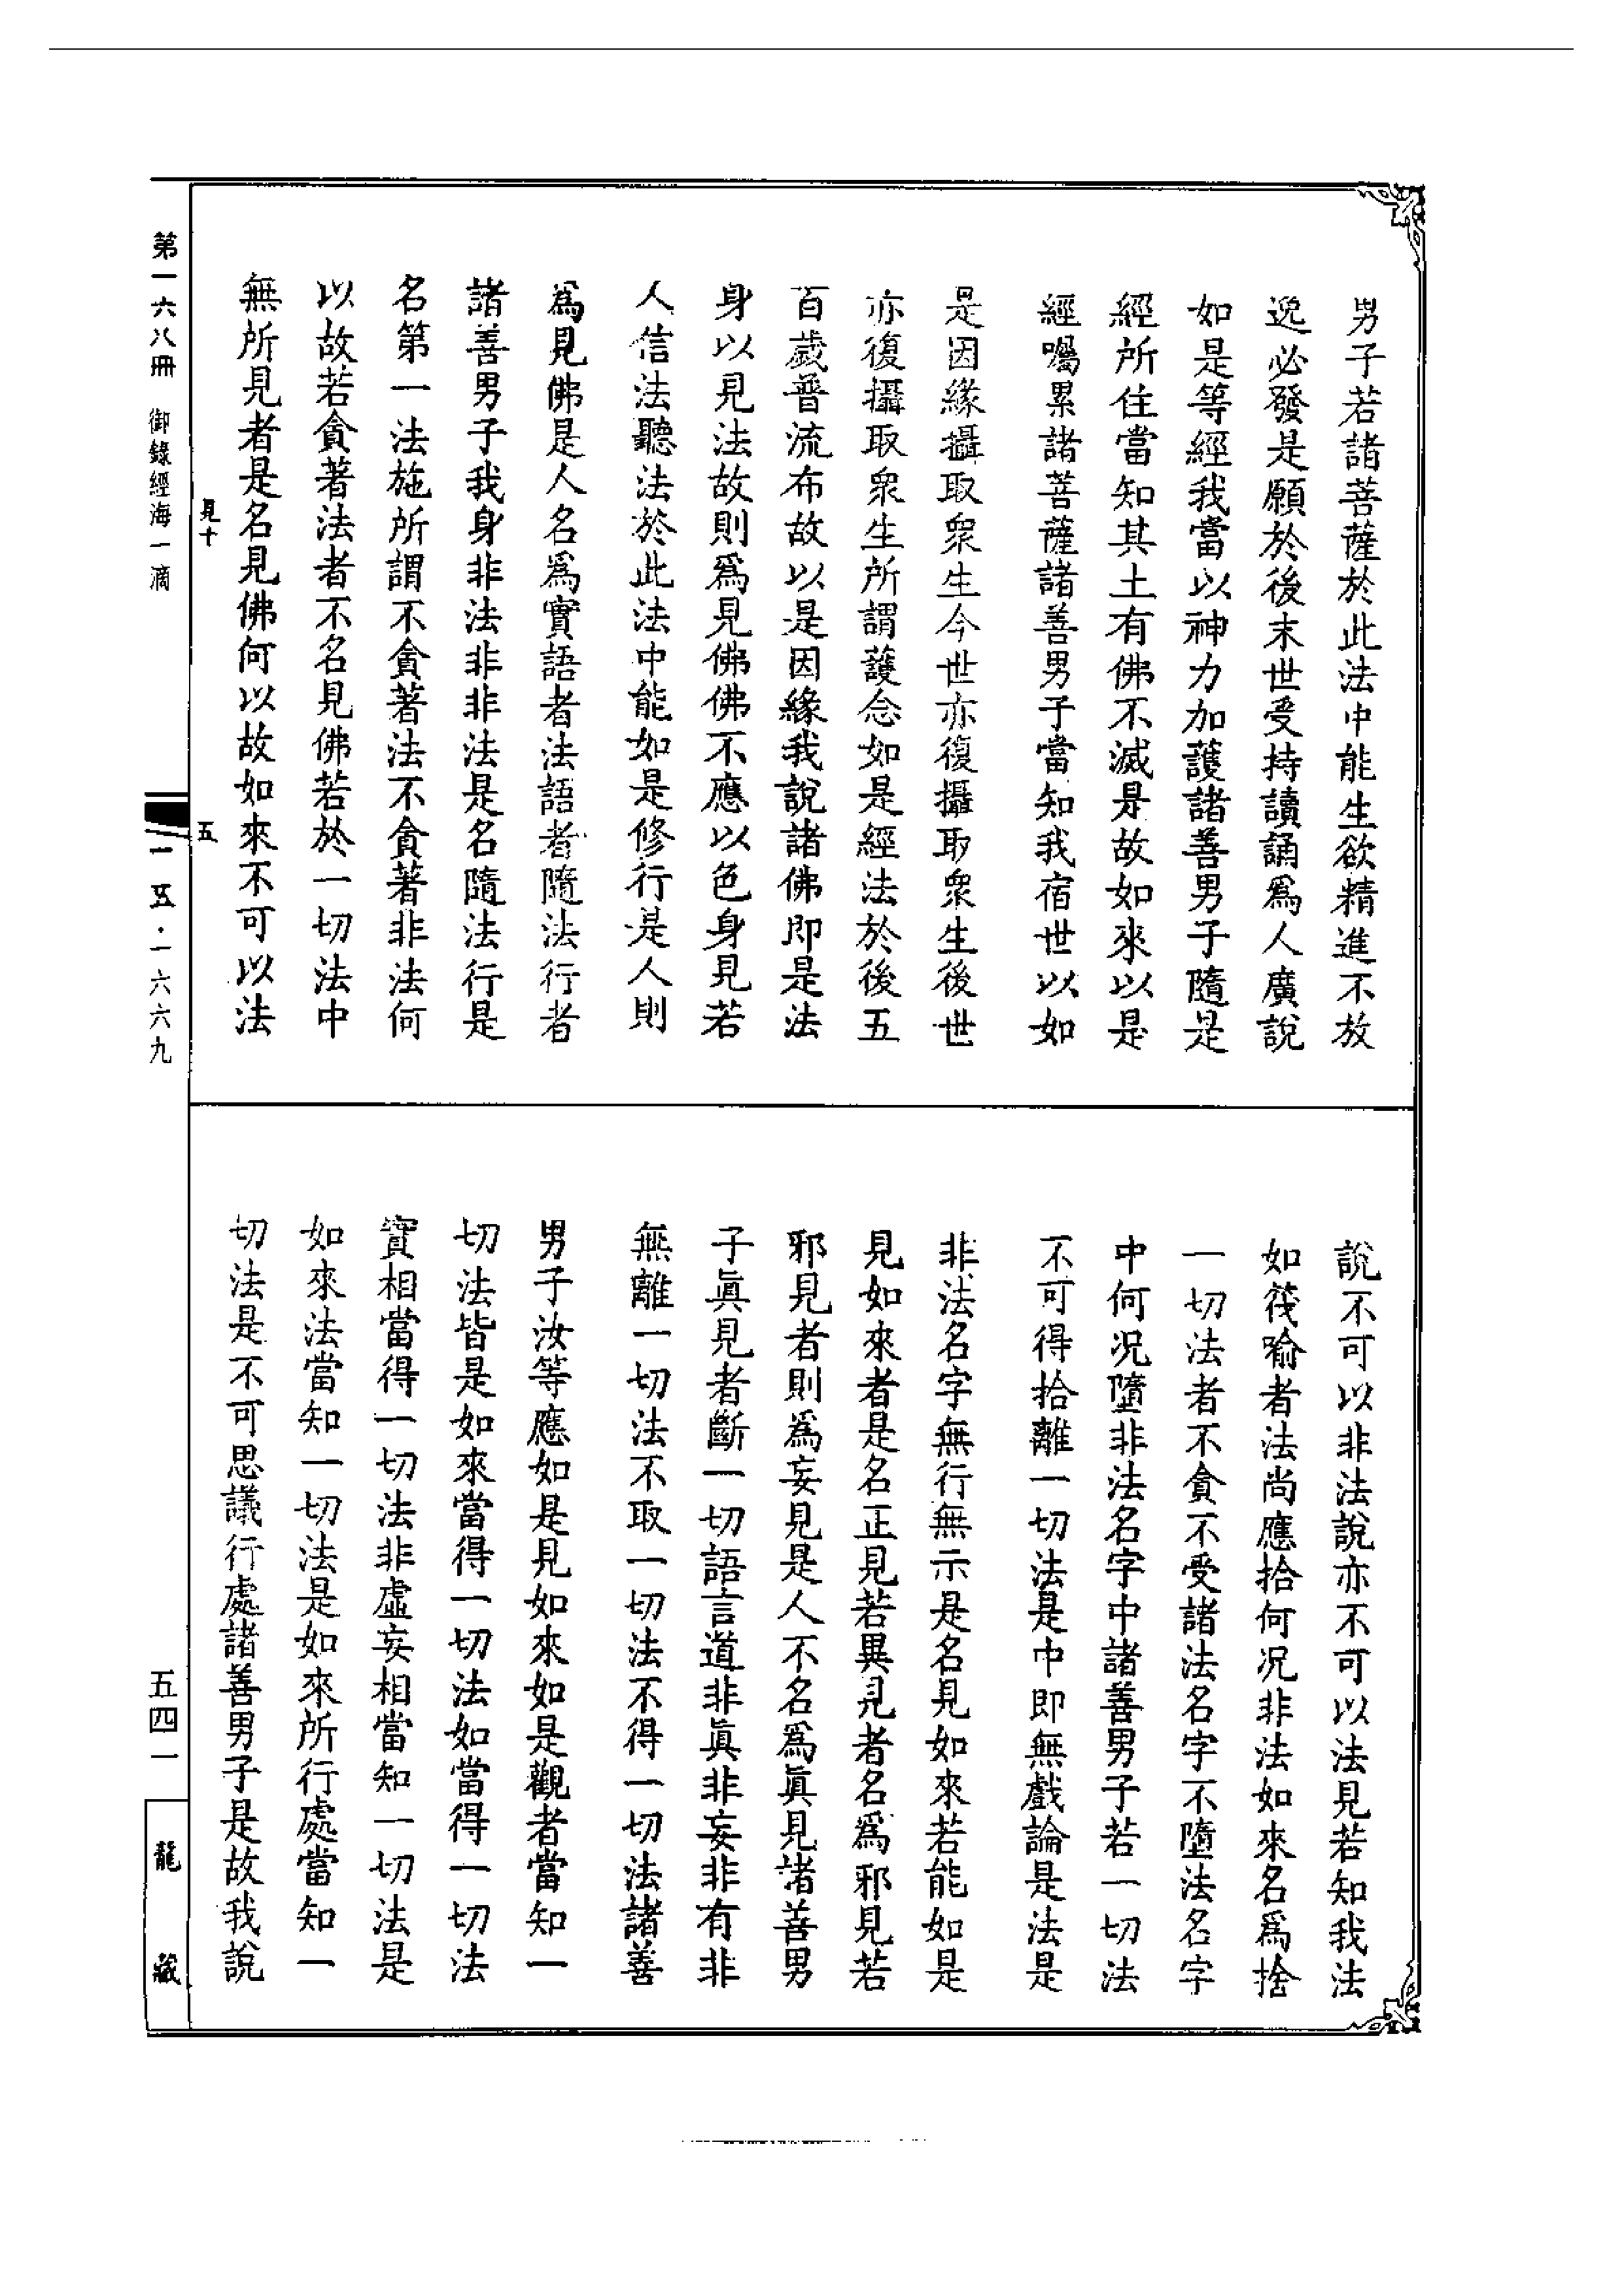 男子若諸菩薩於此法中能生欲精進不放
逸必發是願於後末世受持讀誦爲人廣說
如是等經我當以神力加護諸善男子隨是
經所住當知其土有佛不滅是故如來以是
經囑累諸菩薩諸善男子當知我宿世以如
是因緣攝取衆生今世亦復攝取衆生後世
亦復攝取衆生所謂護念如是經法於後五
百歲普流布故以是因緣我說諸佛即是法
身以見法故則爲見佛佛不應以色身見若
人信法聽法於此法中能如是修行是人則
爲見佛是人名爲實語者法語者隨法行者
諸善男子我身非法非非法是名隨法行是
名第一法施所謂不貪著法不貪著非法何
以故若貪著法者不名見佛若於一切法中
無所見者是名見佛何以故如來不可以法
說不可以非法說亦不可以法見若知我法
如筏喻者法尚應捨何况非法如來名爲捨
一切法者不貪不受諸法名字不墮法名字
中何况墮非法名字中諸善男子若一切法
不可得捨離一切法是中即無戲論是法是
非法名字無行無示是名見如來若能如是
見如來者是名正見若異見者名爲邪見若
邪見者則爲妄見是人不名爲眞見諸善男
子眞見者斷一切語言道非眞非妄非有非
無離一切法不取一切法不得一切法諸善
男子汝等應如是見如來如是觀者當知一
切法皆是如來當得一切法如當得一切法
實相當得一切法非虛妄相當知一切法是
如來法當知一切法是如來所行處當知一
切法是不可思議行處諸善男子是故我說
見十
五
第一六八冊 御錄經海一滴
一五·一六六九
五四一
龍藏